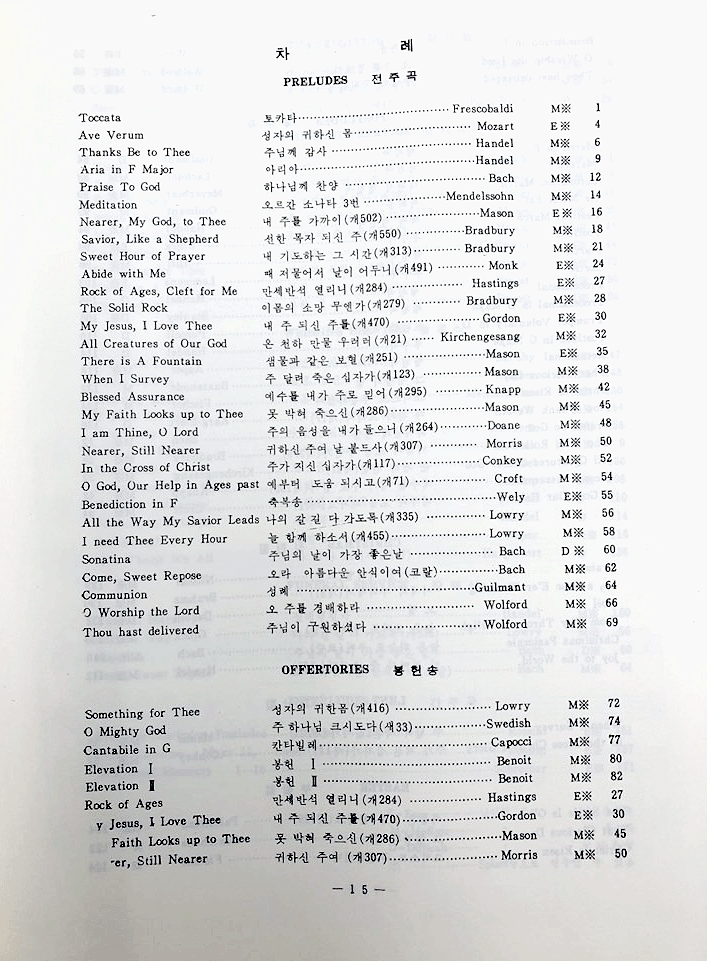 차 례
PRELUDES 전 주 곡
Toccata 토카타 Frescobaldi M※ 1
Ave Verum 성자의 귀하신 몸 Mozart E※ 4
Thanks Be to Thee 주님께 감사 Handel M※ 6
Aria in F Major 아리아 Handel M※ 9
Praise To God 하나님께 찬양 Bach M※ 12
Meditation 오르간 소나타 3번 Mendelssohn M※ 14
Nearer, My God, to Thee 내 주를 가까이(개502) Mason E※ 16
Savior, Like a Shepherd 선한 목자 되신 주(개550) Bradbury M※ 18
Sweet Hour of Prayer 내 기도하는 그 시간(개313) Bradbury M※ 21
Abide with Me 때 저물어서 날이 어두니(개491) Monk E※ 24
Rock of Ages, Cleft for Me 만세반석 열리니(개284) Hastings E※ 27
The Solid Rock 이몸의 소망 무엔가(개279) Bradbury M※ 28
My Jesus, I Love Thee 내 주 되신 주를(개470) Gordon E※ 30
All Creatures of Our God 온 천하 만물 우러러(개21) Kirchengesang M※ 32
There is A Fountain 샘물과 같은 보혈(개251) Mason E※ 35
When I Survey 주 달려 죽은 십자가(개123) Mason M※ 38
Blessed Assurance 예수를 내가 주로 믿어(개295) Knapp M※ 42
My Faith Looks up to Thee 못 박혀 죽으신(개286) Mason M※ 45
I am Thine, O Lord 주의 음성을 내가 들으니(개264) Doane M※ 48
Nearer, Still Nearer 귀하신 주여 날 붙드사(개307) Morris M※ 50
In the Cross of Christ 주가 지신 십자가(개117) Conkey M※ 52
O God, Our Help in Ages past 예부터 도움 되시고(개71) Croft M※ 54
Benediction in F 축복송 Wely E※ 55
All the Way My Savior Leads 나의 갈 길 다 가도록(개335) Lowry M※ 56
I need Thee Every Hour 늘 함께 하소서(개455) Lowry M※ 58
Sonatina 주님의 날이 가장 좋은날 Bach D※ 60
Come, Sweet Repose 오라 아름다운 안식이여(코랄) Bach M※ 62
Communion 성례 Guilmant M※ 64
O Worship the Lord 오 주를 경배하라 Wolford M※ 66
Thou hast delivered 주님이 구원하셨다 Wolford M※ 69
OFFERTORIES 봉 헌 송
Something for Thee 성자의 귀한몸(개416) Lowry M※ 72
O Mighty God 주 하나님 크시도다(새33) Swedish M※ 74
Cantabile in G 칸타빌레 Capocci M※ 77
Elevation Ⅰ 봉헌 Ⅰ Benoit M※ 80
Elevation Ⅱ 봉헌 Ⅱ Benoit M※ 82
Rock of Ages 만세반석 열리니(개284) Hastings E※ 27
y Jesus, I Love Thee 내 주 되신 주를(개470) Gordon E※ 30
Faith Looks up to Thee 못 박혀 죽으신(개286) Mason M※ 45
er, Still Nearer 귀하신 주여 (개307) Morris M※ 50
— 1 5 —